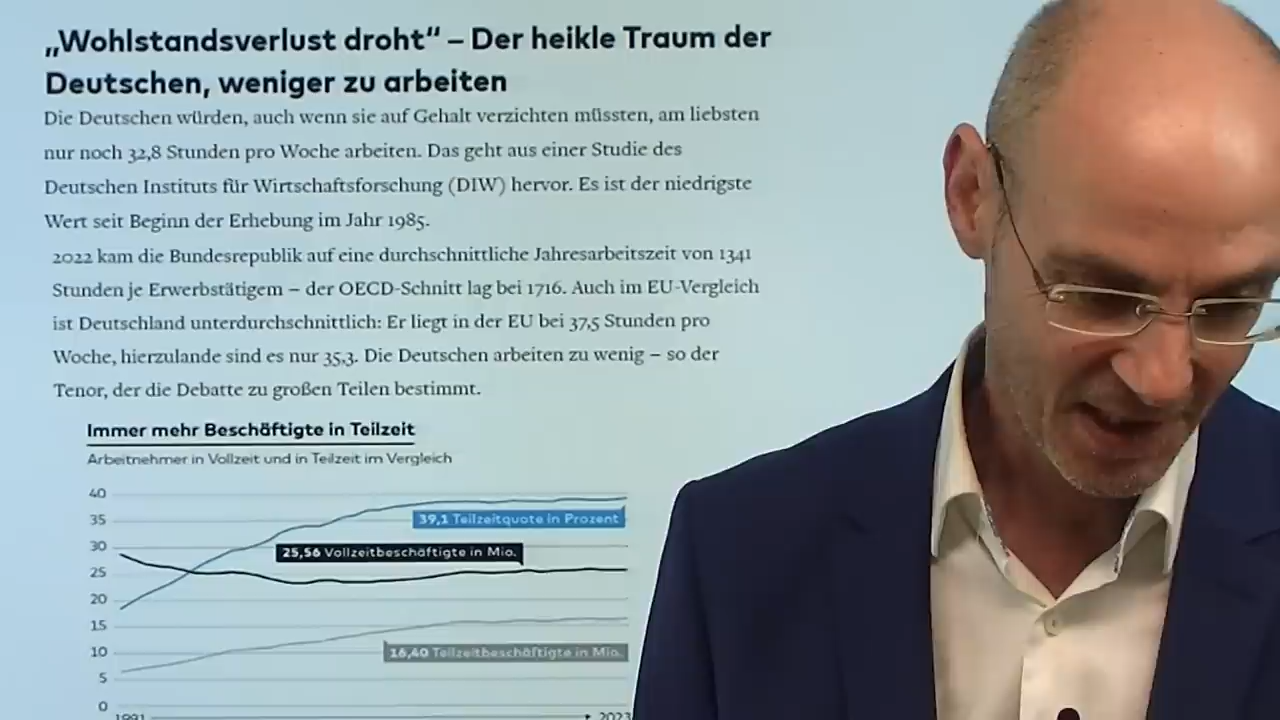 „Wohlstandsverlust droht“ – Der heikle Traum der
Deutschen, weniger zu arbeiten
Die Deutschen würden, auch wenn sie auf Gehalt verzichten müssten, am liebsten
nur noch 32,8 Stunden pro Woche arbeiten. Das geht aus einer Studie des
Deutschen Instituts für Wirtschaftsforschung (DIW) hervor. Es ist der niedrigste
Wert seit Beginn der Erhebung im Jahr 1985.
2022 kam die Bundesrepublik auf eine durchschnittliche Jahresarbeitszeit von 1341
Stunden je Erwerbstätigem – der OECD-Schnitt lag bei 1716. Auch im EU-Vergleich
ist Deutschland unterdurchschnittlich: Er liegt in der EU bei 37,5 Stunden pro
Woche, hierzulande sind es nur 35,3. Die Deutschen arbeiten zu wenig – so der
Tenor, der die Debatte zu großen Teilen bestimmt.
Immer mehr Beschäftigte in Teilzeit
Arbeitnehmer in Vollzeit und in Teilzeit im Vergleich
40
39,1 Teilzeitquote in Prozent
35
30
25,56 Vollzeitbeschäftigte in Mio.
25
20
15
10
16,40 Teilzeitbeschäftigte in Mio.
5
0
1991
2023